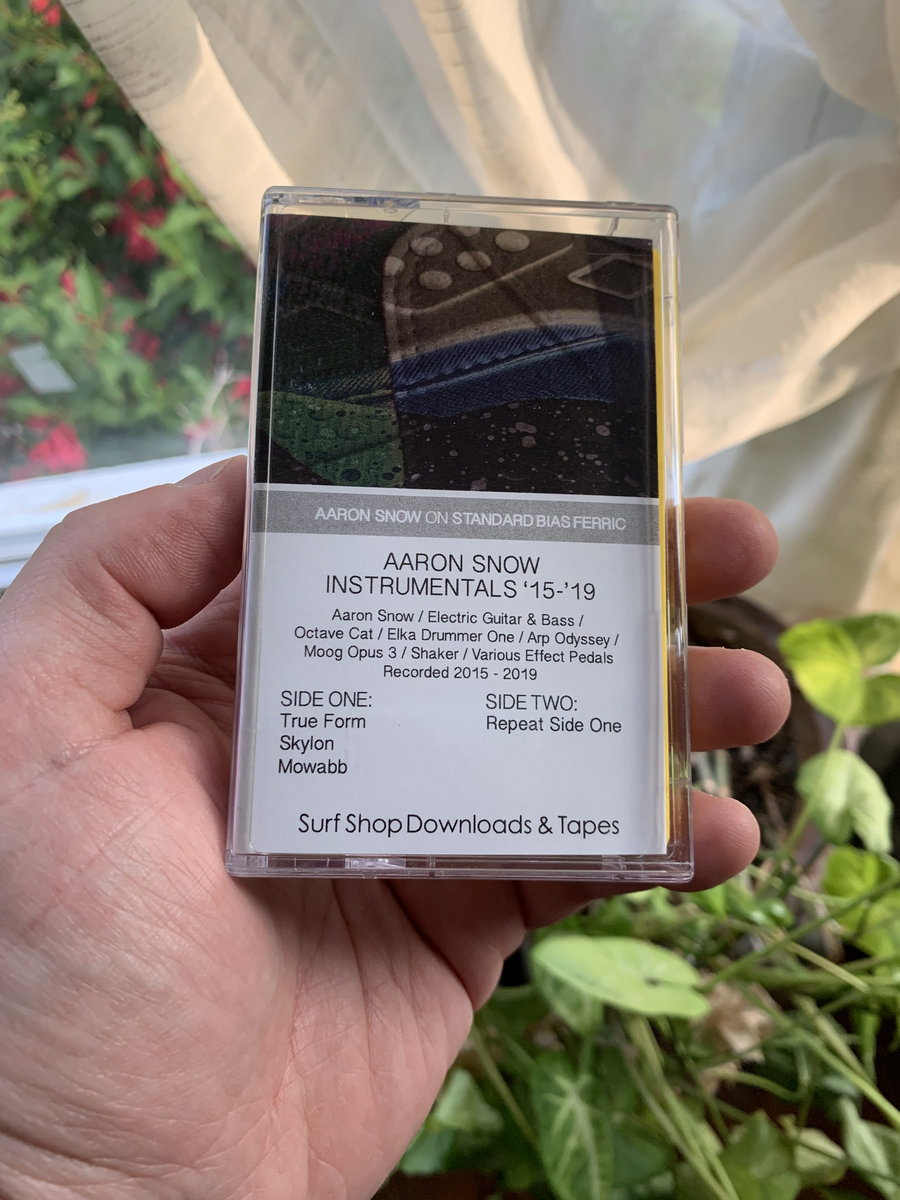 AARON SNOW ON STANDARD BIAS FERRIC
AARON SNOW
INSTRUMENTALS ‘15-’19
Aaron Snow / Electric Guitar & Bass /
Octave Cat / Elka Drummer One / Arp Odyssey /
Moog Opus 3 / Shaker / Various Effect Pedals
Recorded 2015 - 2019
SIDE ONE:
True Form
Skylon
Mowabb
SIDE TWO:
Repeat Side One
Surf Shop Downloads & Tapes